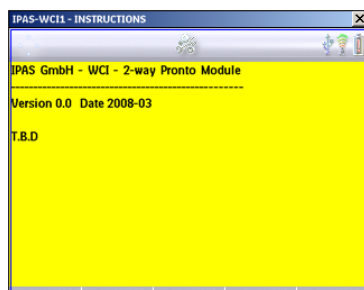 IPAS-WCI1 - INSTRUCTIONS
IPAS GmbH - WCI - 2-way Pronto Module
----------------------------------------------------
Version 0.0 Date 2008-03
T.B.D